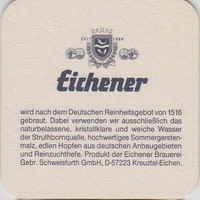 SEIT 1888
Eichener
wird nach dem Deutschen Reinheitsgebot von 1516
gebraut. Dabei verwenden wir ausschließlich das
naturbelassene, kristallklare und weiche Wasser
der Struthbornquelle, hochwertiges Sommergersten-
malz, edlen Hopfen aus deutschen Anbaugebieten
und Reinzuchthefe. Produkt der Eichener Brauerei
Gebr. Schweisfurth GmbH, D-57223 Kreuztal-Eichen.